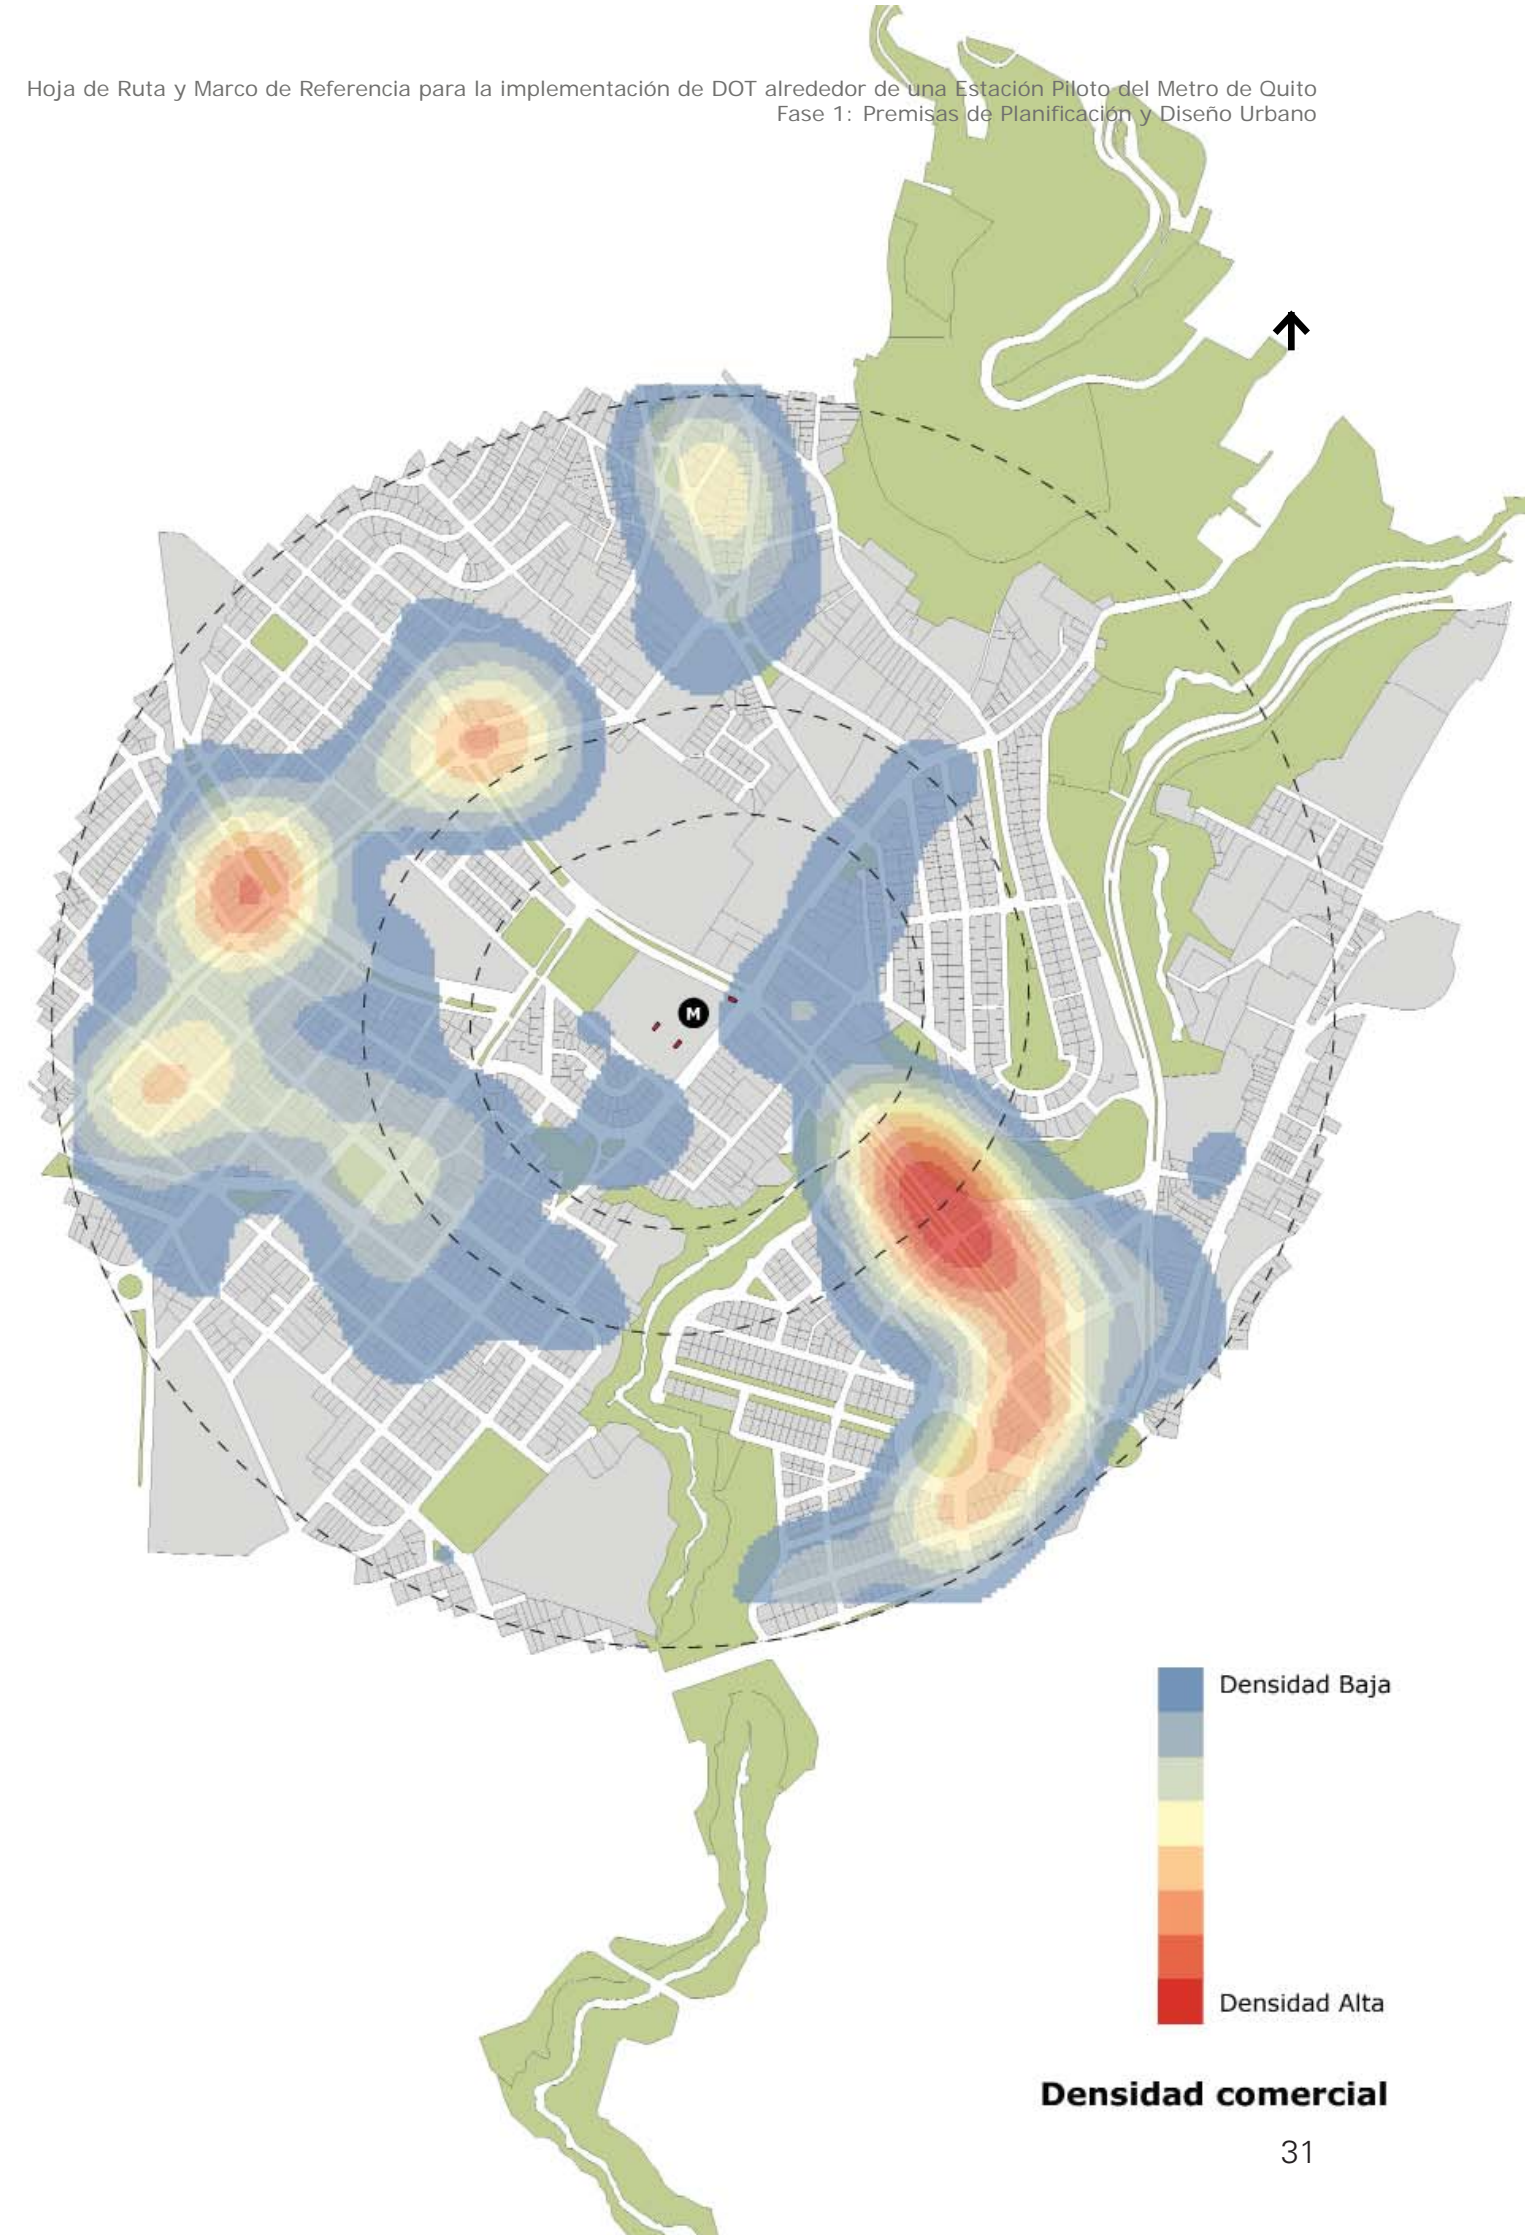 Hoja de Ruta y Marco de Referencia para la implementación de DOT alrededor de una Estación Piloto del Metro de Quito
Fase 1: Premisas de Planificación y Diseño Urbano
M
Densidad Baja
Densidad Alta
Densidad comercial
31